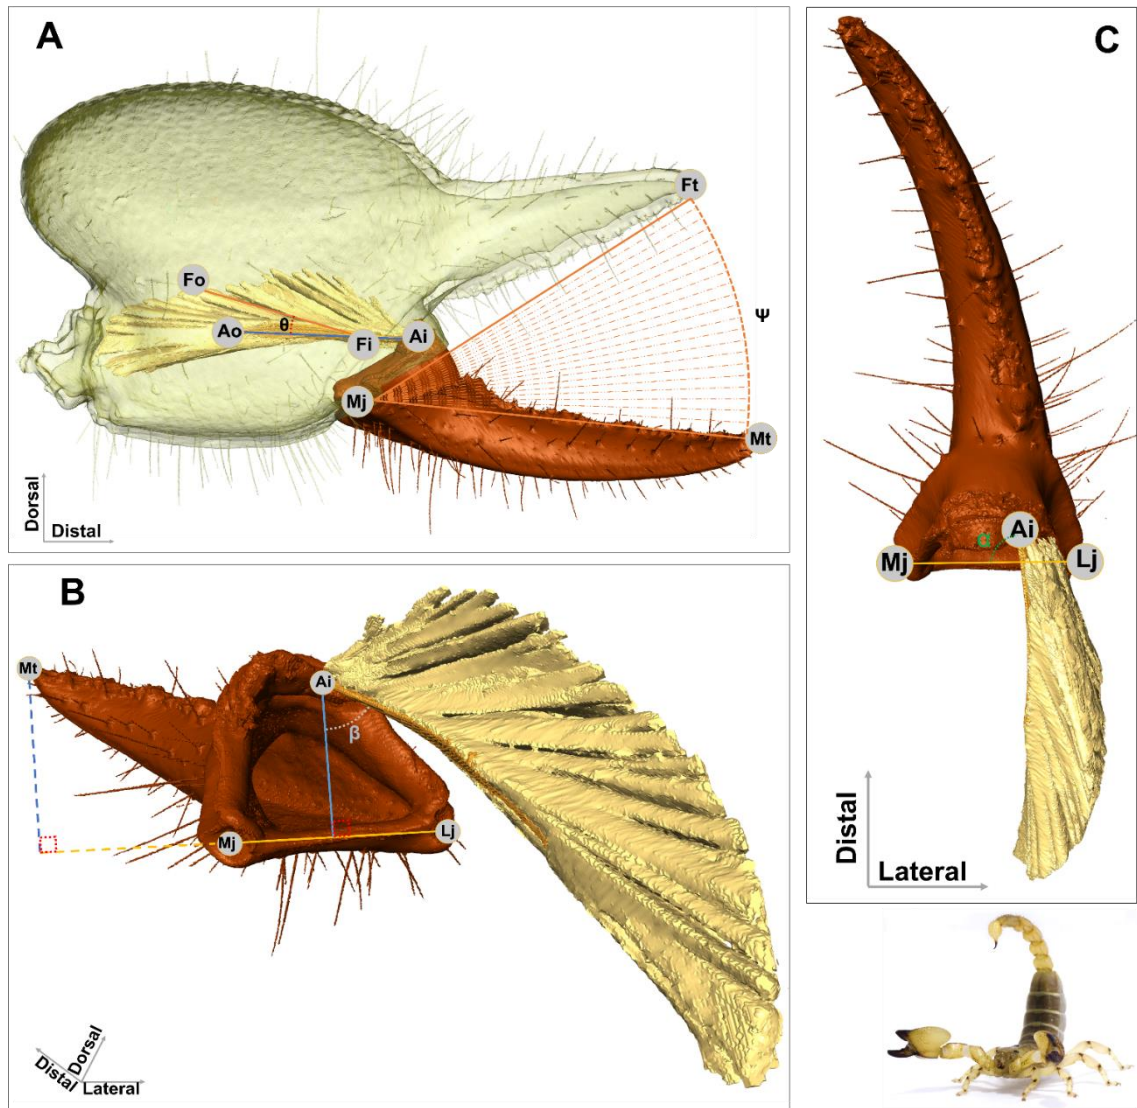 A
Ft
Fo
θ
Ao
Fi
Ai
Ψ
Mj
Mt
Dorsal
Distal
B
Mt
Ai
β
Mj
Lj
Distal
Dorsal
Lateral
C
Ai
α
Mj
Lj
Distal
Lateral